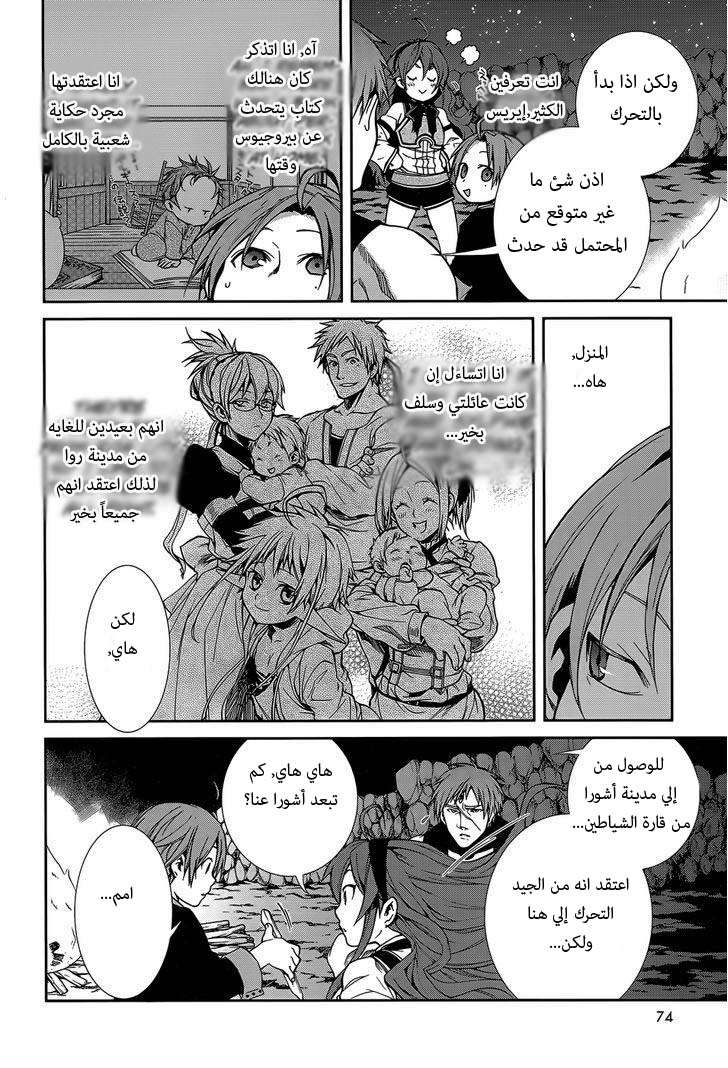 ولكن اذا بدأ
بالتحرك
اذن شئ ما
غير متوقع من
المحتمل قد حدث
انت تعرفين
الكثير,إيريس
آه, انا اتذكر
كان هنالك
كتاب يتحدث
عن بيروجيوس
وقتها
انا اعتقدتها
مجرد حكاية
شعبية بالكامل
المنزل,
هاه...
انا اتساءل إن
كانت عائلتي وسلف
بخير...
انهم بعيدين للغايه
من مدينة روا
لذلك اعتقد انهم
جميعاً بخير
لكن
هاي,
للوصول من
إلي مدينة أشورا
من قارة الشياطين...
اعتقد انه من الجيد
التحرك إلي هنا
ولكن...
هاي هاي, كم
تبعد أشورا عنا؟
امم...
74